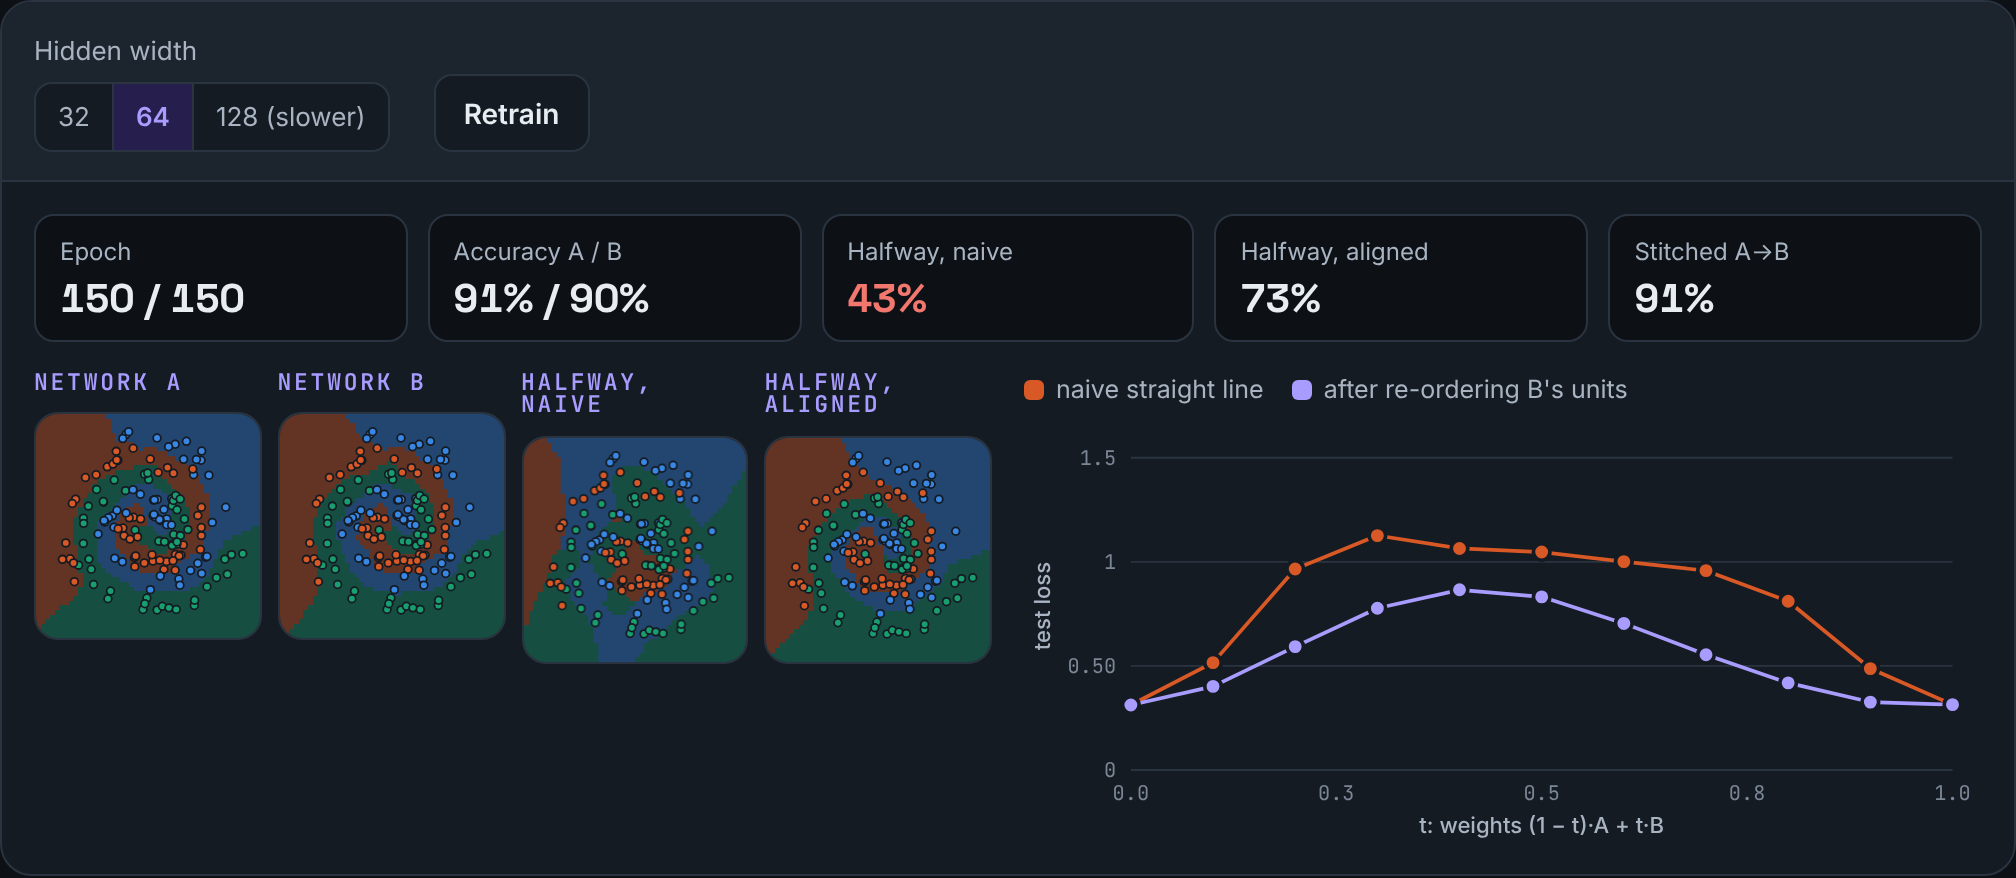 Hidden width
32 64 128 (slower) Retrain
Epoch
150 / 150
Accuracy A / B
91% / 90%
Halfway, naive
43%
Halfway, aligned
73%
Stitched A→B
91%
NETWORK A
NETWORK B
HALFWAY,
NAIVE
HALFWAY,
ALIGNED
naive straight line
after re-ordering B's units
test loss
1.5
1
0.50
0
0.0 0.3 0.5 0.8 1.0
t: weights (1 − t)·A + t·B